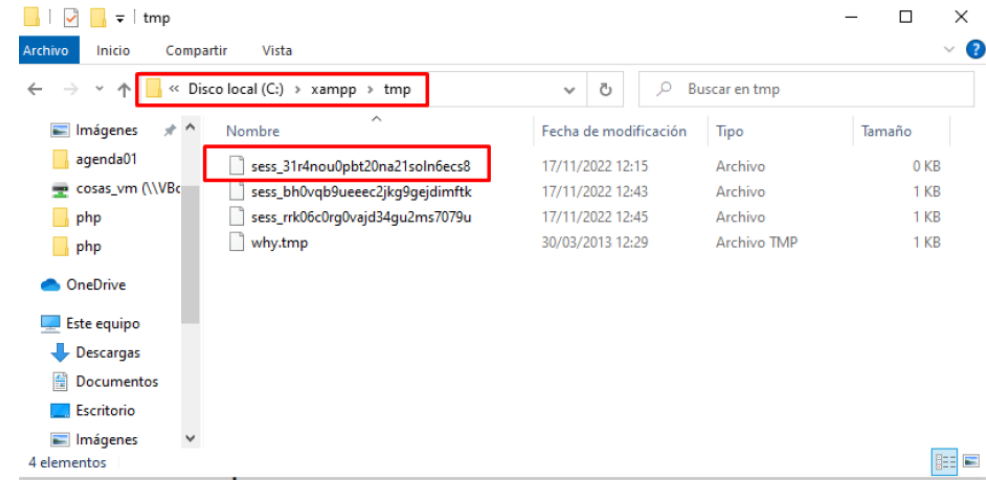 tmp
Archivo Inicio Compartir Vista
« Disco local (C:) > xampp > tmp Buscar en tmp
Imágenes
agenda01
cosas_vm (\\VBo
php
php
OneDrive
Este equipo
Descargas
Documentos
Escritorio
Imágenes
Nombre Fecha de modificación Tipo Tamaño
sess_31r4nou0pbt20na21soln6ecs8 17/11/2022 12:15 Archivo 0 KB
sess_bh0vqb9ueeec2jkg9gejdimftk 17/11/2022 12:43 Archivo 1 KB
sess_rrk06c0rg0vajd34gu2ms7079u 17/11/2022 12:45 Archivo 1 KB
why.tmp 30/03/2013 12:29 Archivo TMP 1 KB
4 elementos